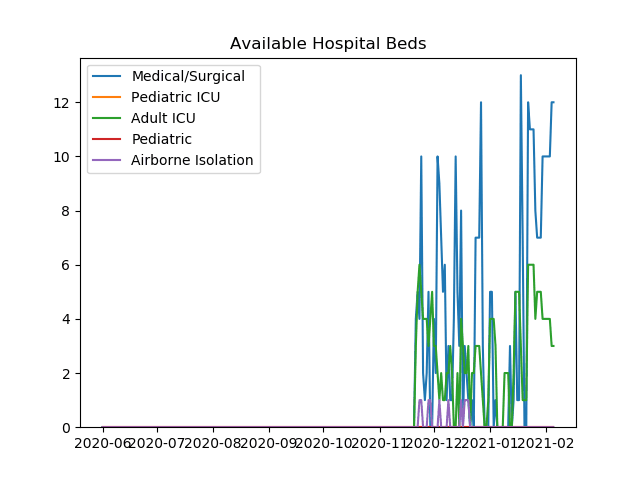 Available Hospital Beds
Medical/Surgical
Pediatric ICU
Adult ICU
Pediatric
Airborne Isolation
12
10
8
6
4
2
0
2020-06 2020-07 2020-08 2020-09 2020-10 2020-11 2020-12 2021-01 2021-02